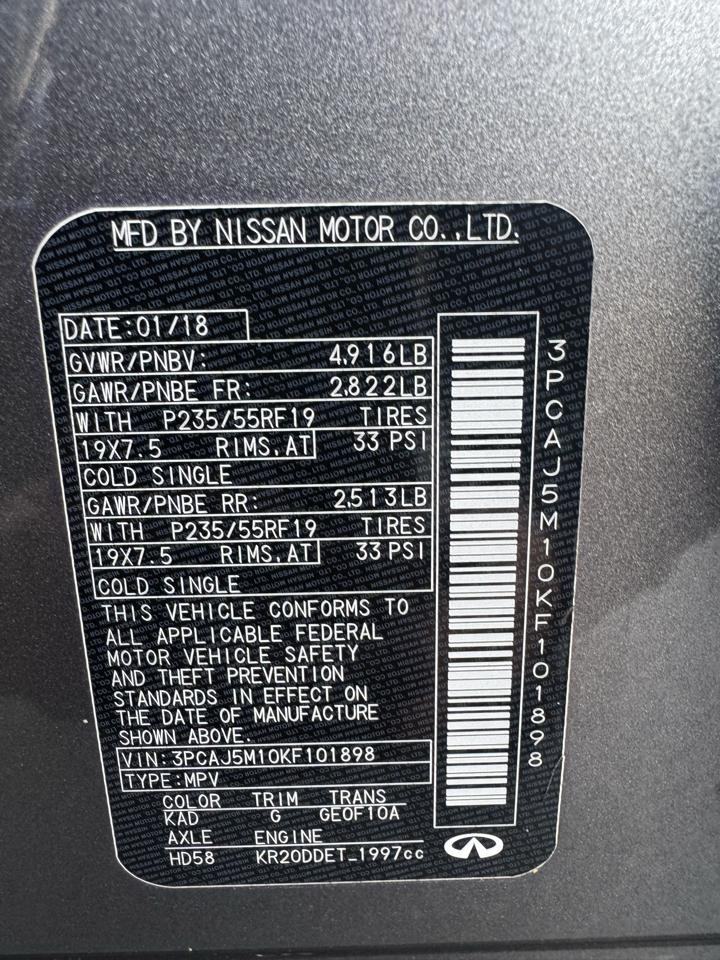 MFD BY NISSAN MOTOR CO.,LTD.
DATE:01/18
GVWR/PNBV: 4,916LB
GAWR/PNBE FR: 2,822LB
WITH P235/55RF19 TIRES
19X7.5 RIMS,AT 33 PSI
COLD SINGLE
GAWR/PNBE RR: 2,513LB
WITH P235/55RF19 TIRES
19X7.5 RIMS,AT 33 PSI
COLD SINGLE
THIS VEHICLE CONFORMS TO
ALL APPLICABLE FEDERAL
MOTOR VEHICLE SAFETY
AND THEFT PREVENTION
STANDARDS IN EFFECT ON
THE DATE OF MANUFACTURE
SHOWN ABOVE.
VIN:3PCAJ5M10KF101898
TYPE:MPV
COLOR TRIM TRANS
KAD G GE0F10A
AXLE ENGINE
HD58 KR20DDET_1997cc
3PCAJ5M10KF101898